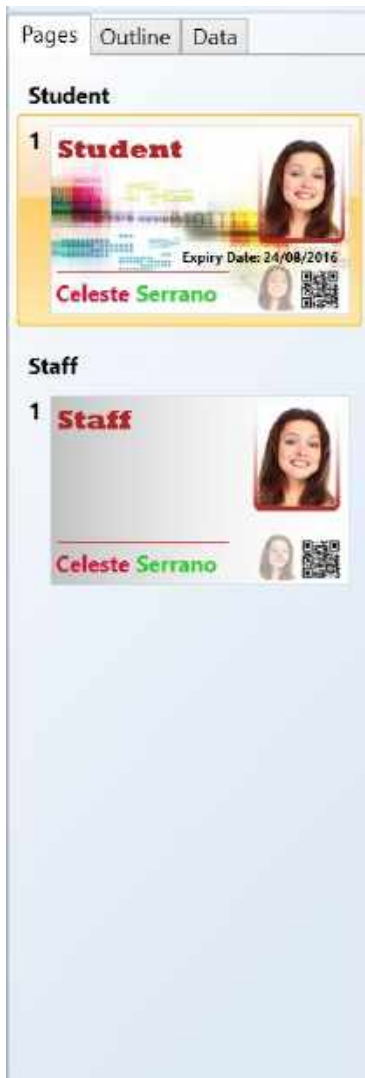 Pages Outline Data
Student
1
Student
Expiry Date: 24/08/2016
Celeste Serrano
Staff
1
Staff
Celeste Serrano